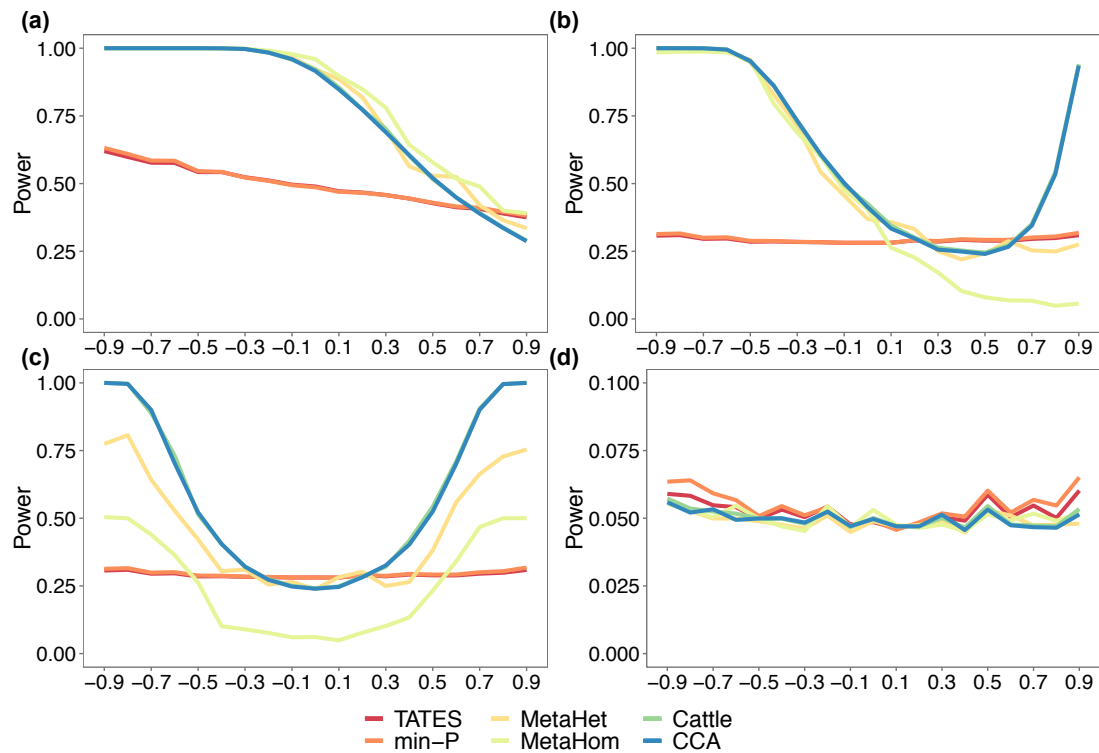 (a) (b)
1.00 1.00
0.75 0.75
Power Power
0.50 0.50
0.25 0.25
0.00 0.00
−0.9 −0.7 −0.5 −0.3 −0.1 0.1 0.3 0.5 0.7 0.9 −0.9 −0.7 −0.5 −0.3 −0.1 0.1 0.3 0.5 0.7 0.9
(c) (d)
1.00 0.100
0.75 0.075
Power Power
0.50 0.050
0.25 0.025
0.00 0.000
−0.9 −0.7 −0.5 −0.3 −0.1 0.1 0.3 0.5 0.7 0.9 −0.9 −0.7 −0.5 −0.3 −0.1 0.1 0.3 0.5 0.7 0.9
TATES MetaHet Cattle
min−P MetaHom CCA